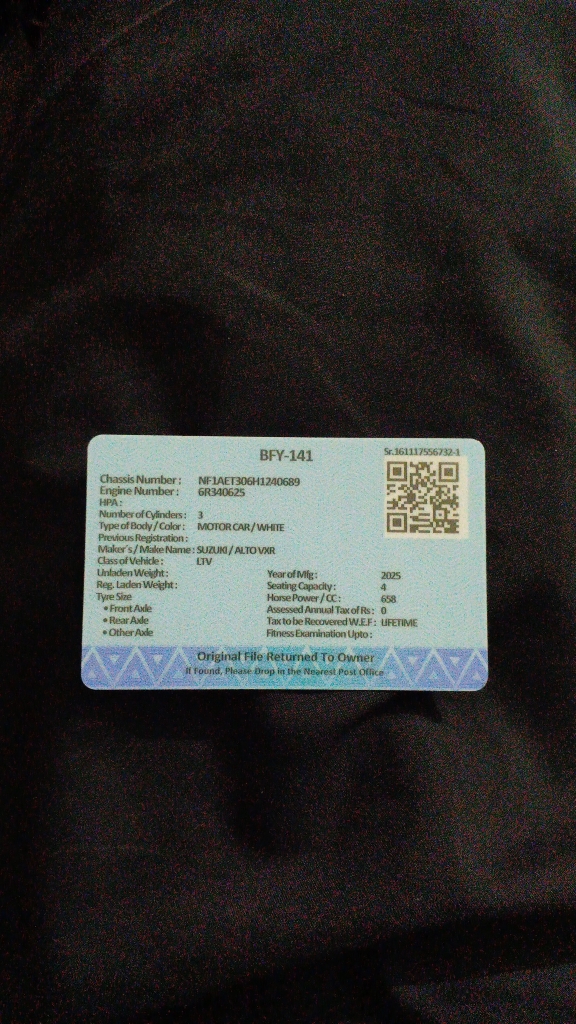 BFY-141
Sr.161117556732-1
Chassis Number : NF1AET306H1240689
Engine Number : 6R340625
HPA :
Number of Cylinders : 3
Type of Body / Color : MOTOR CAR / WHITE
Previous Registration :
Maker's / Make Name : SUZUKI / ALTO VXR
Class of Vehicle : LTV
Unladen Weight : Year of Mfg : 2025
Reg. Laden Weight : Seating Capacity : 4
Tyre Size Horse Power / CC : 658
• Front Axle Assessed Annual Tax of Rs : 0
• Rear Axle Tax to be Recovered W.E.F : LIFETIME
• Other Axle Fitness Examination Upto :
Original File Returned To Owner
If Found, Please Drop in the Nearest Post Office